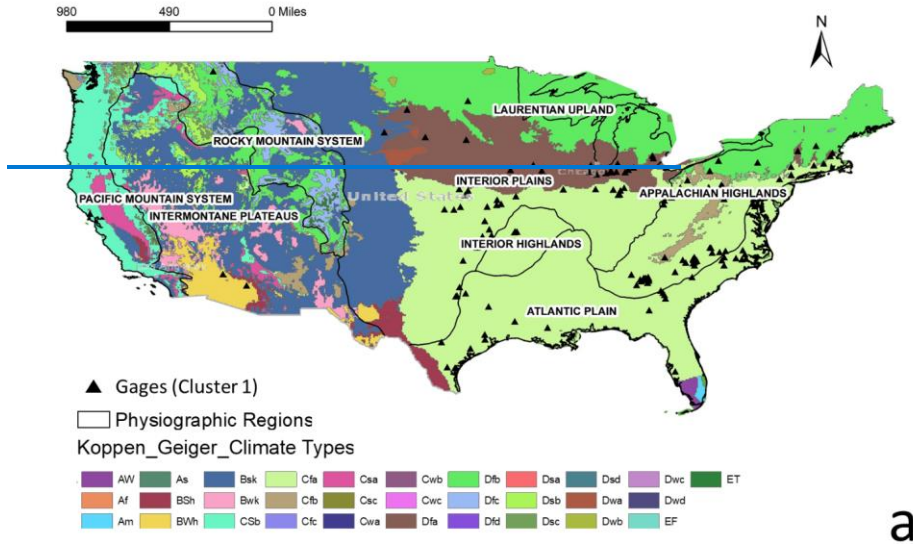 980 490 0 Miles
N
LAURENTIAN UPLAND
ROCKY MOUNTAIN SYSTEM
INTERIOR PLAINS
APPALACHIAN HIGHLANDS
United States
PACIFIC MOUNTAIN SYSTEM
INTERMONTANE PLATEAUS
INTERIOR HIGHLANDS
ATLANTIC PLAIN
Gages (Cluster 1)
Physiographic Regions
Koppen_Geiger_Climate Types
AW As Bsk Cfa Csa Cwb Dfb Dsa Dsd Dwc ET
Af BSh Bwk Cfb Csc Cwc Dfc Dsb Dwa Dwd
Am BWh CSb Cfc Cwa Dfa Dfd Dsc Dwb EF
a